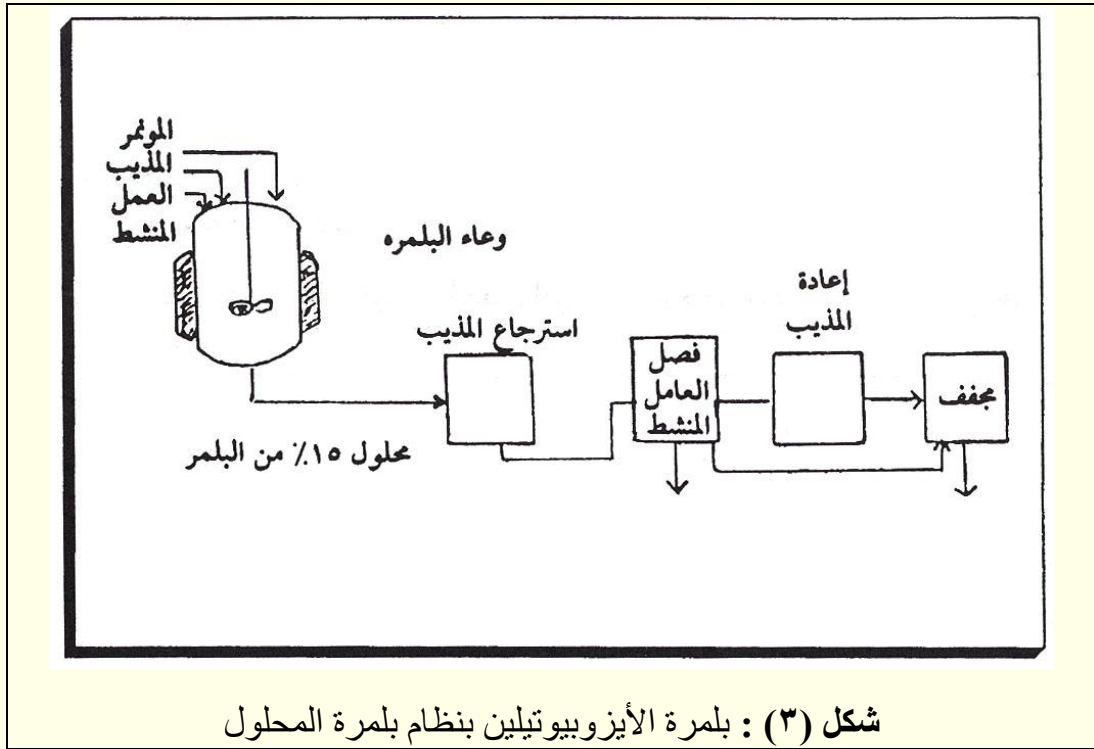 المونمر
المذيب
العمل
المنشط
وعاء البلمره
استرجاع المذيب
محلول ١٥٪ من البلمر
فصل
العامل
المنشط
إعادة
المذيب
مجفف
شكل (٣) : بلمرة الأيزوبيوتيلين بنظام بلمرة المحلول